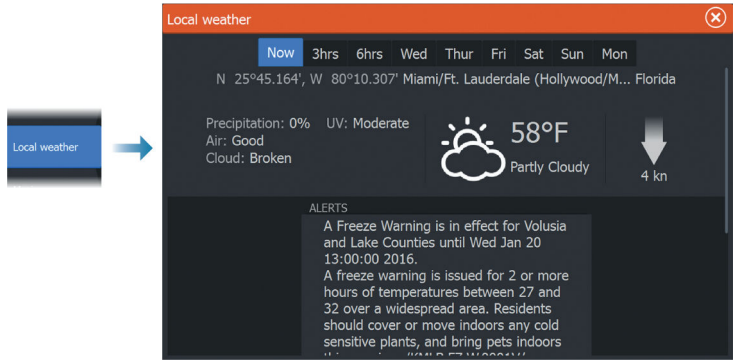 Local weather
Local weather
Now 3hrs 6hrs Wed Thur Fri Sat Sun Mon
N 25°45.164', W 80°10.307' Miami/Ft. Lauderdale (Hollywood/M... Florida
Precipitation: 0% UV: Moderate
Air: Good
Cloud: Broken
58°F
Partly Cloudy
4 kn
ALERTS
A Freeze Warning is in effect for Volusia
and Lake Counties until Wed Jan 20
13:00:00 2016.
A freeze warning is issued for 2 or more
hours of temperatures between 27 and
32 over a widespread area. Residents
should cover or move indoors any cold
sensitive plants, and bring pets indoors